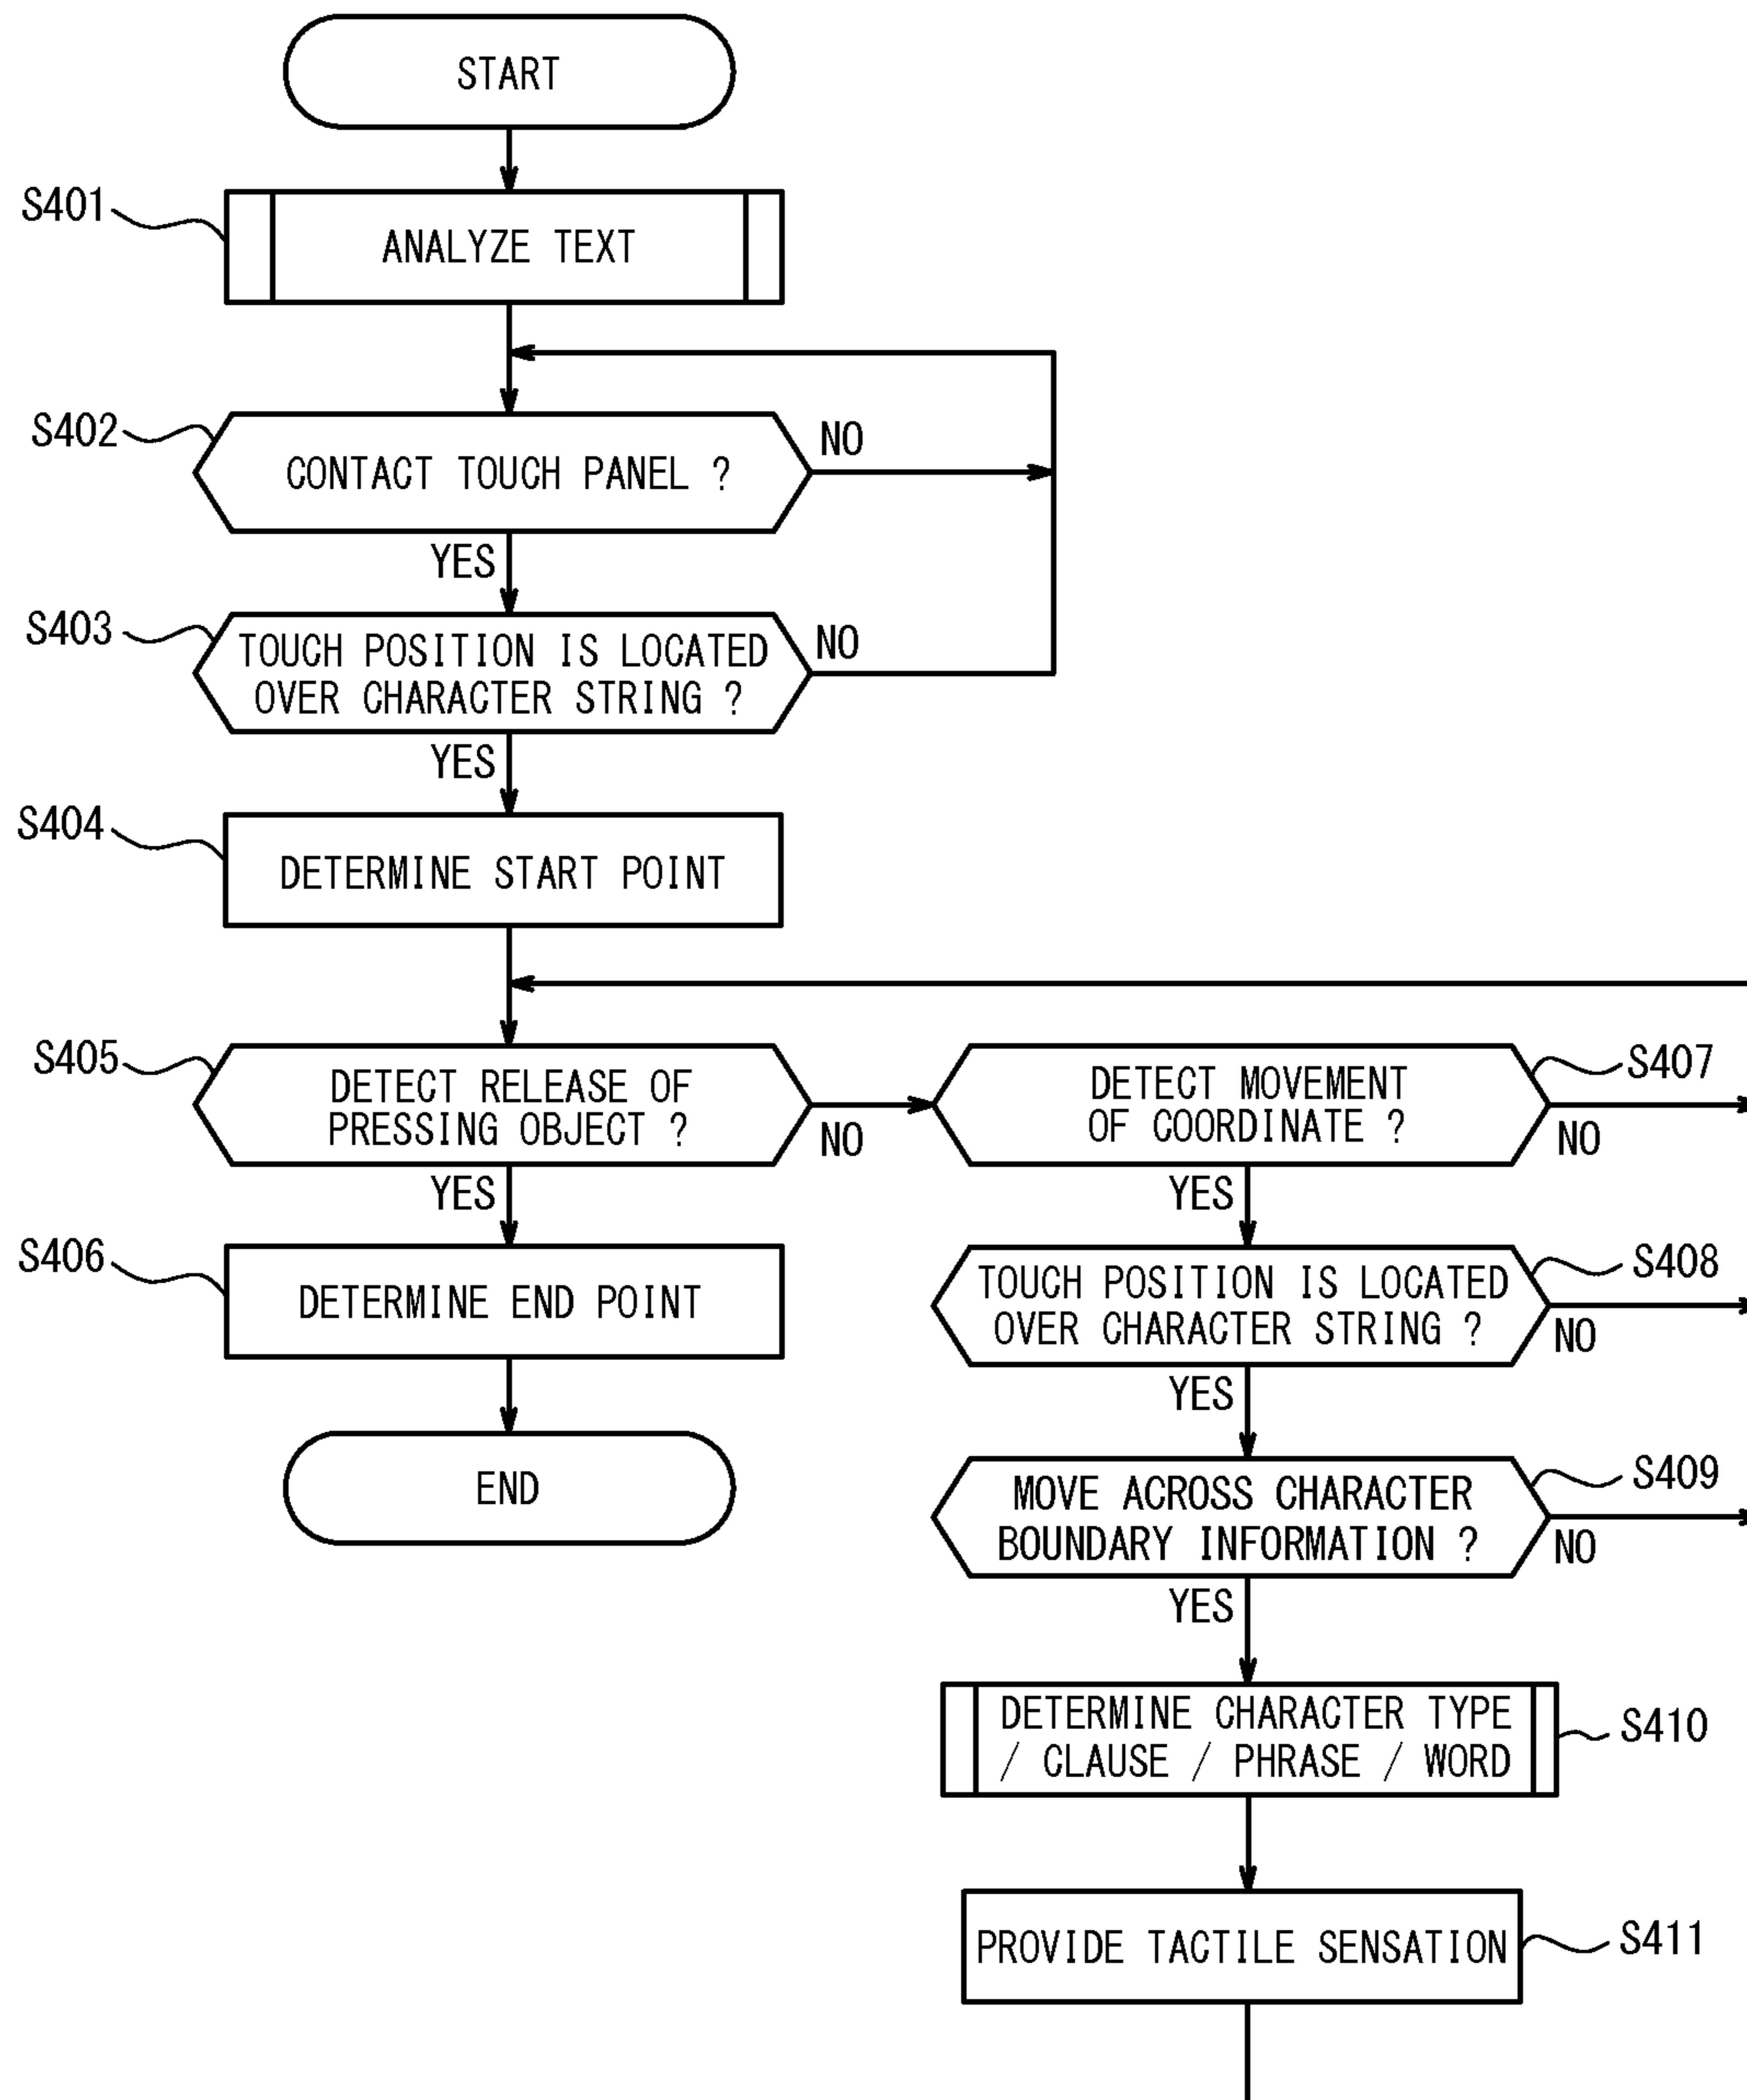 START
S401
ANALYZE TEXT
S402
CONTACT TOUCH PANEL ?
NO
YES
S403
TOUCH POSITION IS LOCATED
OVER CHARACTER STRING ?
NO
YES
S404
DETERMINE START POINT
S405
DETECT RELEASE OF
PRESSING OBJECT ?
NO
YES
S406
DETERMINE END POINT
END
S407
DETECT MOVEMENT
OF COORDINATE ?
NO
YES
S408
TOUCH POSITION IS LOCATED
OVER CHARACTER STRING ?
NO
YES
S409
MOVE ACROSS CHARACTER
BOUNDARY INFORMATION ?
NO
YES
S410
DETERMINE CHARACTER TYPE
/ CLAUSE / PHRASE / WORD
S411
PROVIDE TACTILE SENSATION